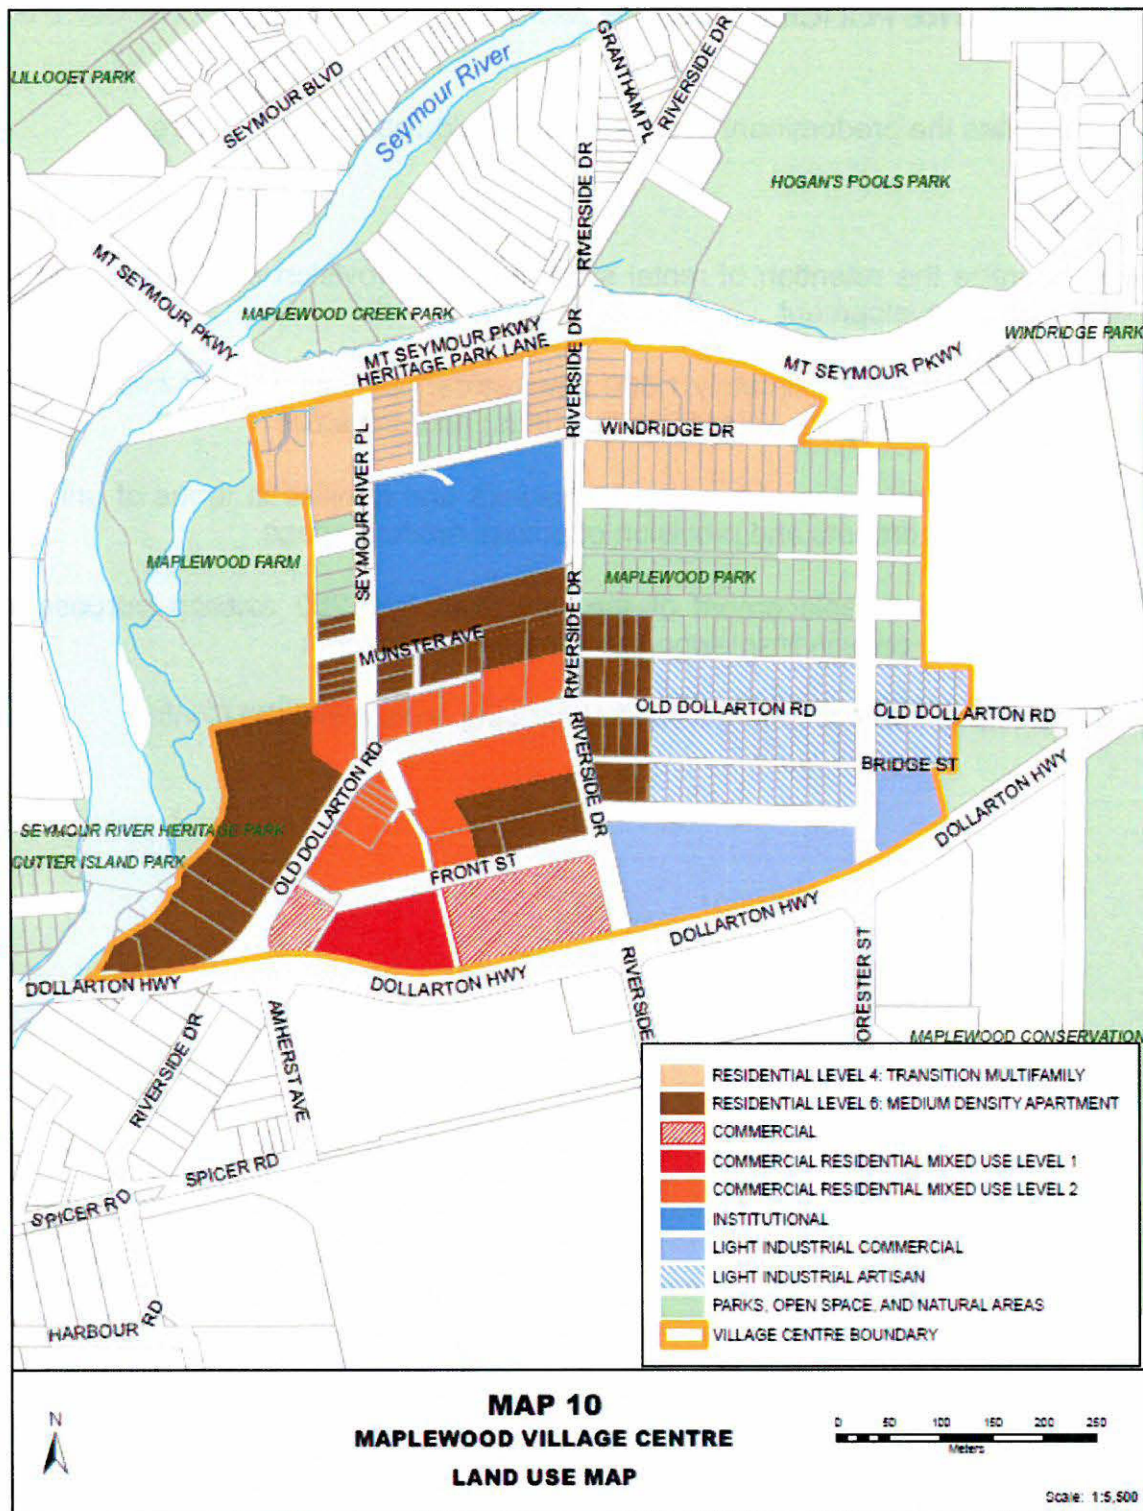 LILLOOET PARK
SEYMOUR BLVD
Seymour River
GRANTHAM PL
RIVERSIDE DR
RIVERSIDE DR
HOGAN'S POOLS PARK
MT SEYMOUR PKWY
MAPLEWOOD CREEK PARK
MT SEYMOUR PKWY
HERITAGE PARK LANE
RIVERSIDE DR
WINDRIDGE PARK
MT SEYMOUR PKWY
WINDRIDGE DR
SEYMOUR RIVER PL
MAPLEWOOD FARM
MAPLEWOOD PARK
RIVERSIDE DR
MUNSTER AVE
OLD DOLLARTON RD
OLD DOLLARTON RD
BRIDGE ST
DOLLARTON HWY
RIVERSIDE DR
OLD DOLLARTON RD
SEYMOUR RIVER HERITAGE PARK
CUTTER ISLAND PARK
FRONT ST
DOLLARTON HWY
DOLLARTON HWY
DOLLARTON HWY
RIVERSIDE
ORESTER ST
MAPLEWOOD CONSERVATION
RIVERSIDE DR
AMHERST AVE
SPICER RD
SPICER RD
HARBOUR RD
RESIDENTIAL LEVEL 4: TRANSITION MULTIFAMILY
RESIDENTIAL LEVEL 6: MEDIUM DENSITY APARTMENT
COMMERCIAL
COMMERCIAL RESIDENTIAL MIXED USE LEVEL 1
COMMERCIAL RESIDENTIAL MIXED USE LEVEL 2
INSTITUTIONAL
LIGHT INDUSTRIAL COMMERCIAL
LIGHT INDUSTRIAL ARTISAN
PARKS, OPEN SPACE, AND NATURAL AREAS
VILLAGE CENTRE BOUNDARY
N
MAP 10
MAPLEWOOD VILLAGE CENTRE
LAND USE MAP
0 50 100 150 200 250
Meters
Scale: 1:5,500